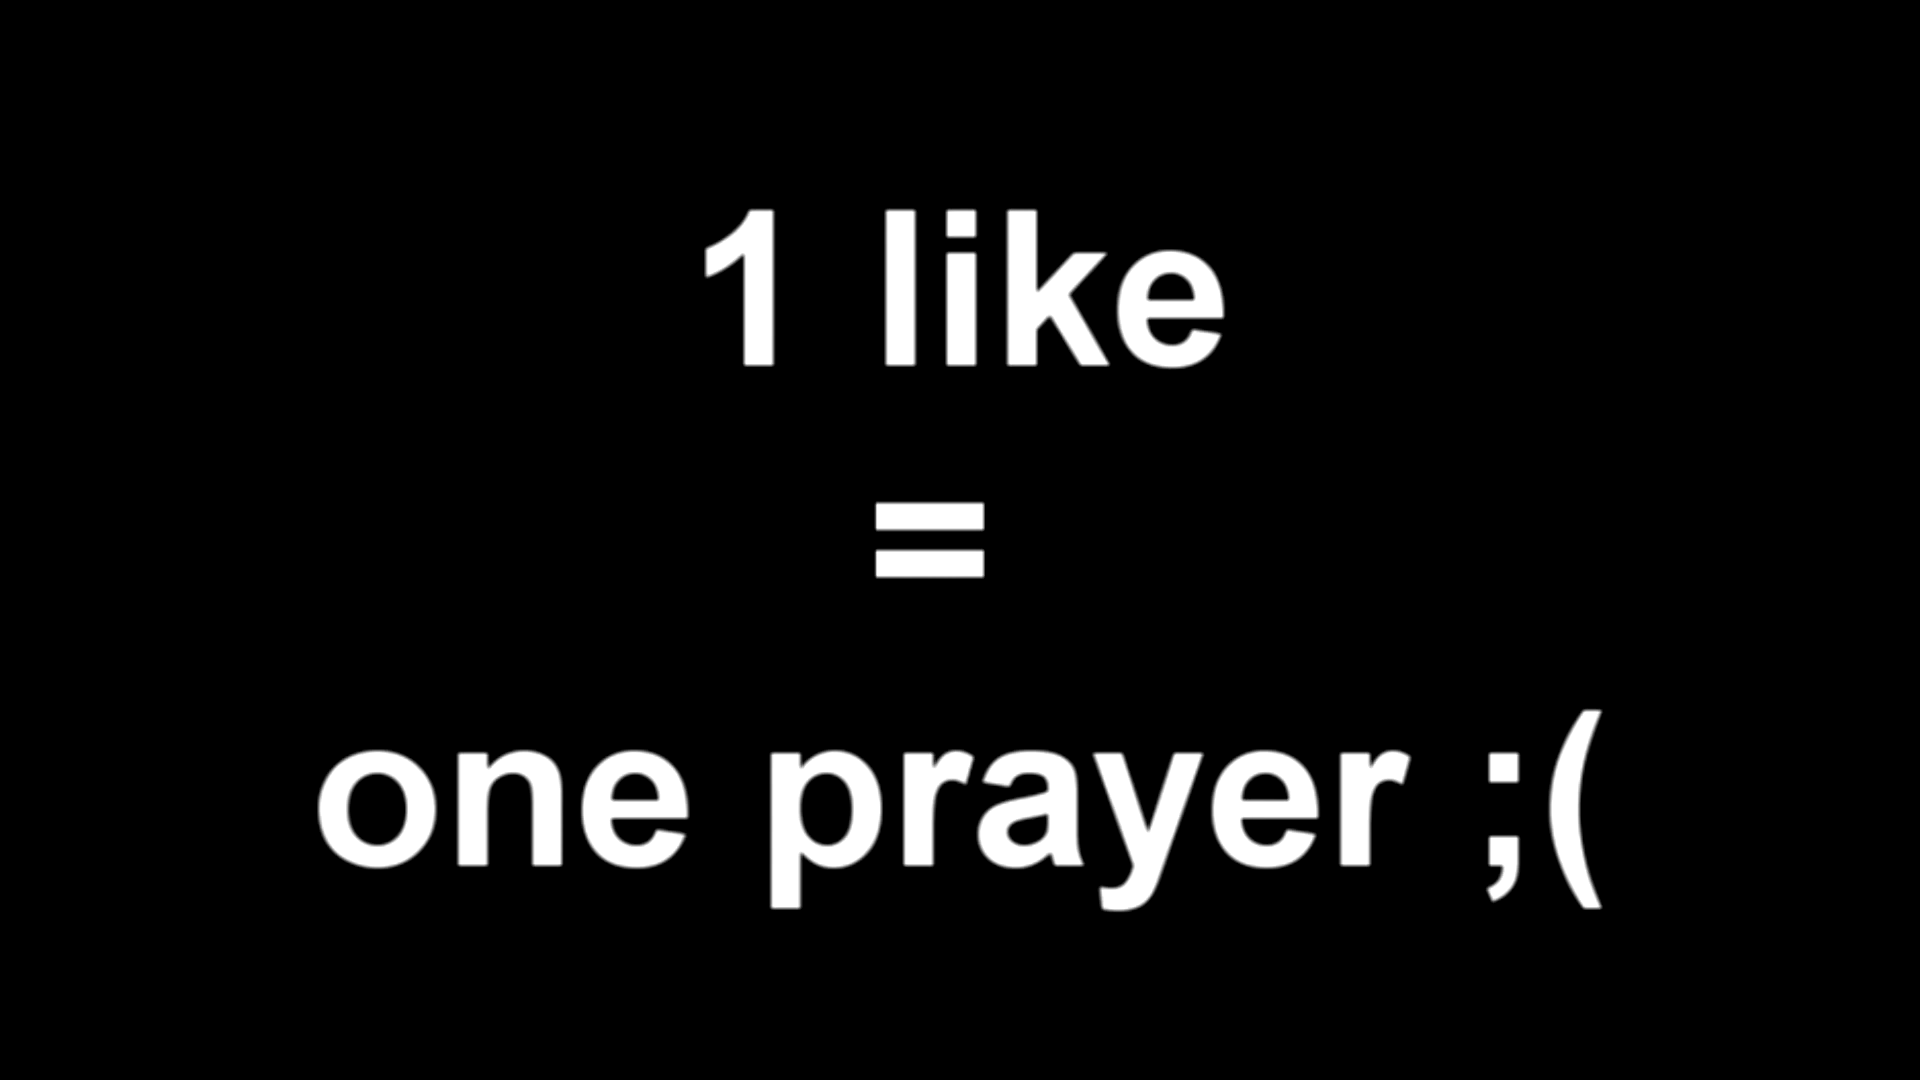 1 like
=
one prayer ;(